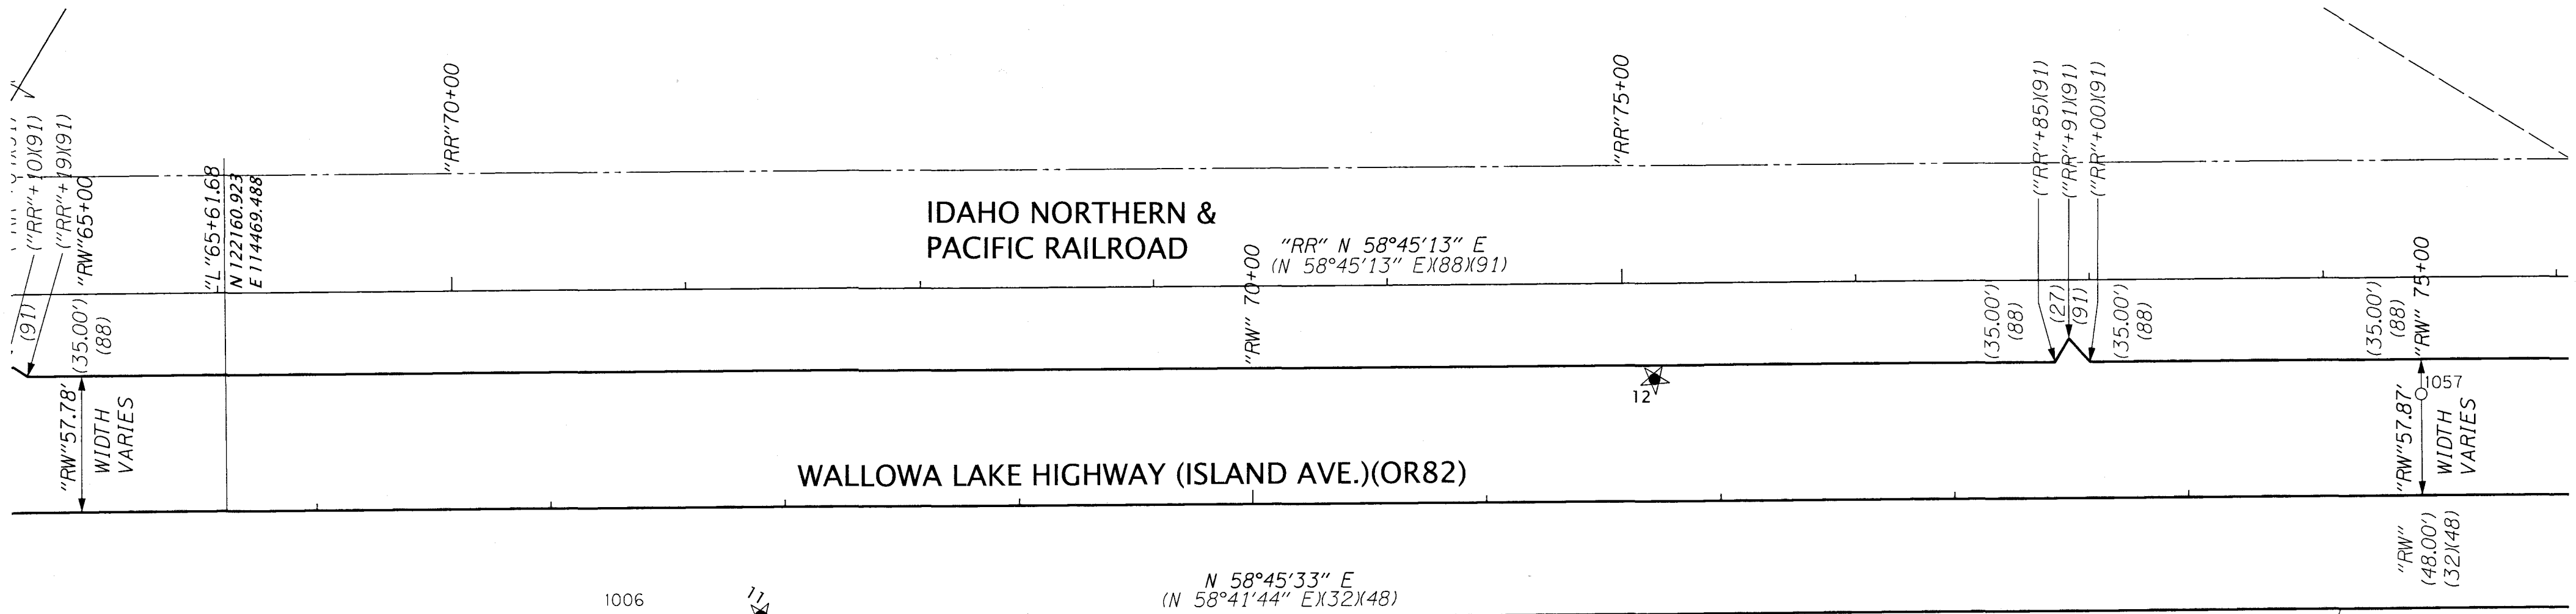 ("RR"+10)(91)
("RR"+19)(91)
"RW"65+00
(91)
(35.00')
(88)
"L"65+61.68
N 122160.923
E 114469.488
"RR"70+00
IDAHO NORTHERN &
PACIFIC RAILROAD
"RR" N 58°45'13" E
(N 58°45'13" E)(88)(91)
"RW" 70+00
"RR"75+00
("RR"+85)(91)
("RR"+91)(91)
("RR"+00)(91)
(35.00')
(88)
(27)
(91)
(35.00')
(88)
(35.00')
(88)
"RW" 75+00
"RW"57.78'
WIDTH
VARIES
12
1057
"RW"57.87'
WIDTH
VARIES
WALLOWA LAKE HIGHWAY (ISLAND AVE.)(OR82)
"RW"
(48.00')
(32)(48)
1006
11
N 58°45'33" E
(N 58°41'44" E)(32)(48)